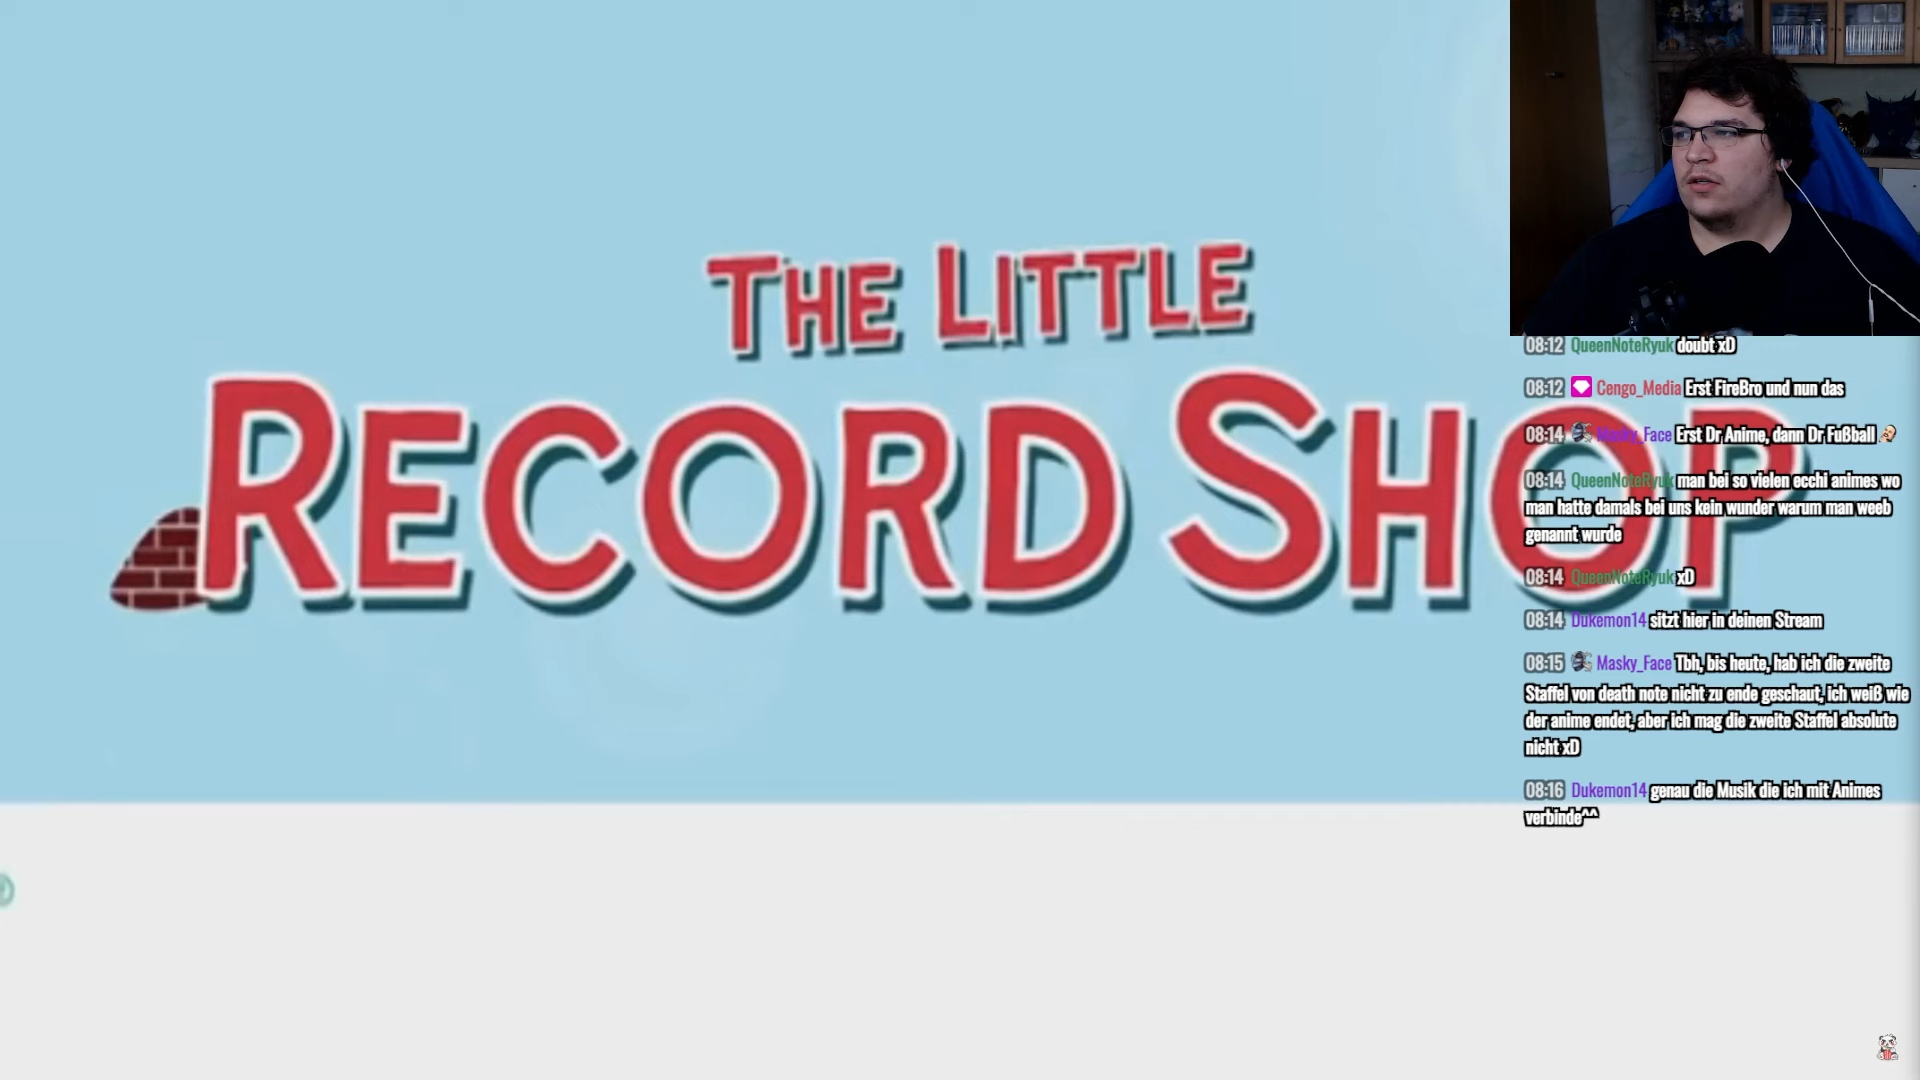 THE LITTLE
RECORD SHOP
08:12 QueenNoteRyuk doubt xD
08:12 Cengo_Media Erst FireBro und nun das
08:14 Masky_Face Erst Dr Anime, dann Dr Fußball
08:14 QueenNoteRyuk man bei so vielen ecchi animes wo
man hatte damals bei uns kein wunder warum man weeb
genannt wurde
08:14 QueenNoteRyuk xD
08:14 Dukemon14 sitzt hier in deinen Stream
08:15 Masky_Face Tbh, bis heute, hab ich die zweite
Staffel von death note nicht zu ende geschaut, ich weiß wie
der anime endet, aber ich mag die zweite Staffel absolute
nicht xD
08:16 Dukemon14 genau die Musik die ich mit Animes
verbinde^^